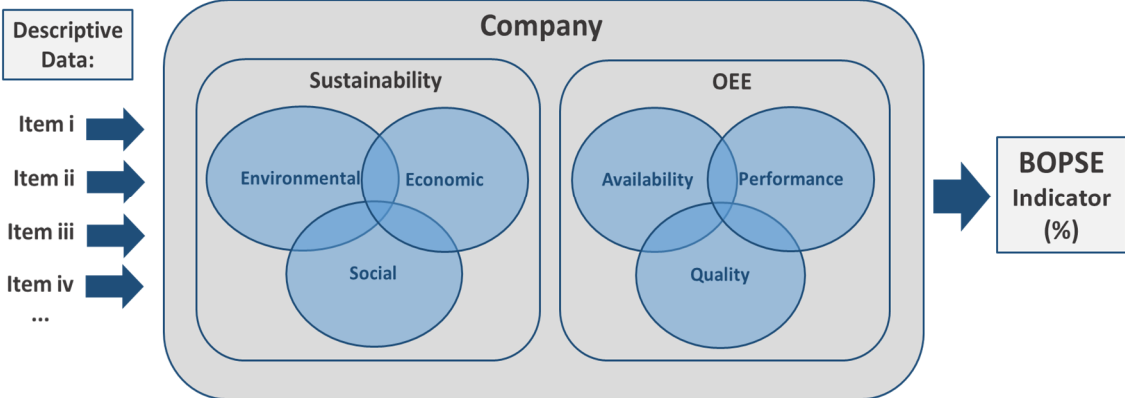 Descriptive
Data:
Item i
Item ii
Item iii
Item iv
...
Company
Sustainability
Environmental
Economic
Social
OEE
Availability
Performance
Quality
BOPSE
Indicator
(%)